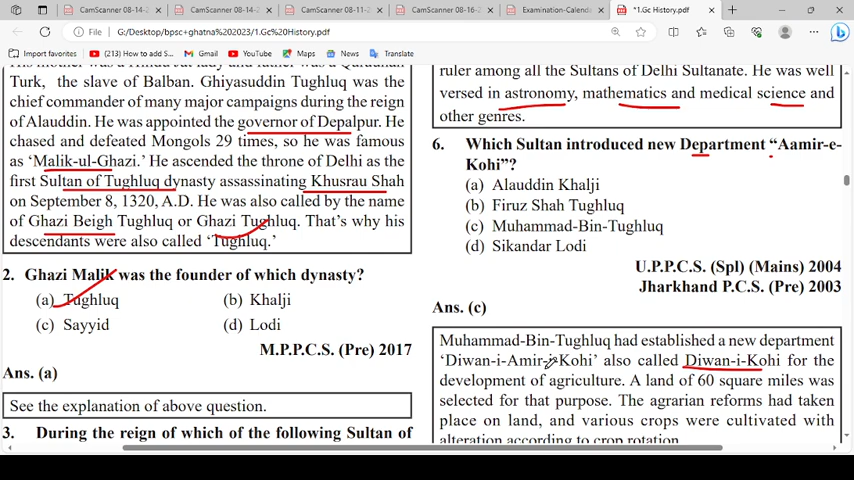 CamScanner 08-14-2
CamScanner 08-14-2
CamScanner 08-11-2
CamScanner 08-16-2
Examination-Calende
*1.Gc History.pdf
File
G:/Desktop/bpsc+ghatna%202023/1.Gc%20History.pdf
Import favorites
(213) How to add S...
Gmail
YouTube
Maps
News
Translate
Turk, the slave of Balban. Ghiyasuddin Tughluq was the
chief commander of many major campaigns during the reign
of Alauddin. He was appointed the governor of Depalpur. He
chased and defeated Mongols 29 times, so he was famous
as ‘Malik-ul-Ghazi.’ He ascended the throne of Delhi as the
first Sultan of Tughluq dynasty assassinating Khusrau Shah
on September 8, 1320, A.D. He was also called by the name
of Ghazi Beigh Tughluq or Ghazi Tughluq. That's why his
descendants were also called ‘Tughluq.’
2. Ghazi Malik was the founder of which dynasty?
(a) Tughluq (b) Khalji
(c) Sayyid (d) Lodi
M.P.P.C.S. (Pre) 2017
Ans. (a)
See the explanation of above question.
3. During the reign of which of the following Sultan of
ruler among all the Sultans of Delhi Sultanate. He was well
versed in astronomy, mathematics and medical science and
other genres.
6. Which Sultan introduced new Department “Aamir-e-
Kohi”?
(a) Alauddin Khalji
(b) Firuz Shah Tughluq
(c) Muhammad-Bin-Tughluq
(d) Sikandar Lodi
U.P.P.C.S. (Spl) (Mains) 2004
Jharkhand P.C.S. (Pre) 2003
Ans. (c)
Muhammad-Bin-Tughluq had established a new department
‘Diwan-i-Amir-i-Kohi’ also called Diwan-i-Kohi for the
development of agriculture. A land of 60 square miles was
selected for that purpose. The agrarian reforms had taken
place on land, and various crops were cultivated with
alteration according to crop rotation.